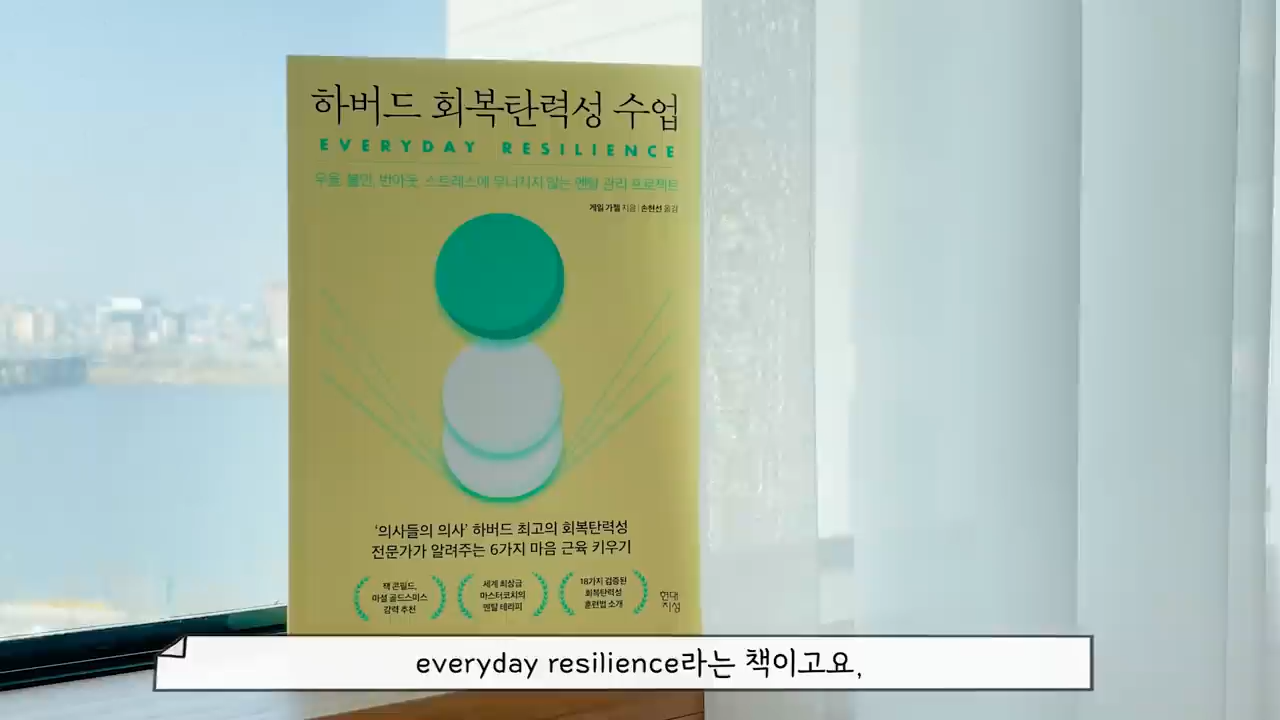 하버드 회복탄력성 수업
EVERYDAY RESILIENCE
우울, 불안, 번아웃, 스트레스에 무너지지 않는 멘탈 관리 프로젝트
게일 가젤 지음 | 손현선 옮김
'의사들의 의사' 하버드 최고의 회복탄력성
전문가가 알려주는 6가지 마음 근육 키우기
잭 콘필드,
마셜 골드스미스
강력 추천
세계 최상급
마스터코치의
멘탈 테라피
18가지 검증된
회복탄력성
훈련법 소개
현대
지성
everyday resilience라는 책이고요,